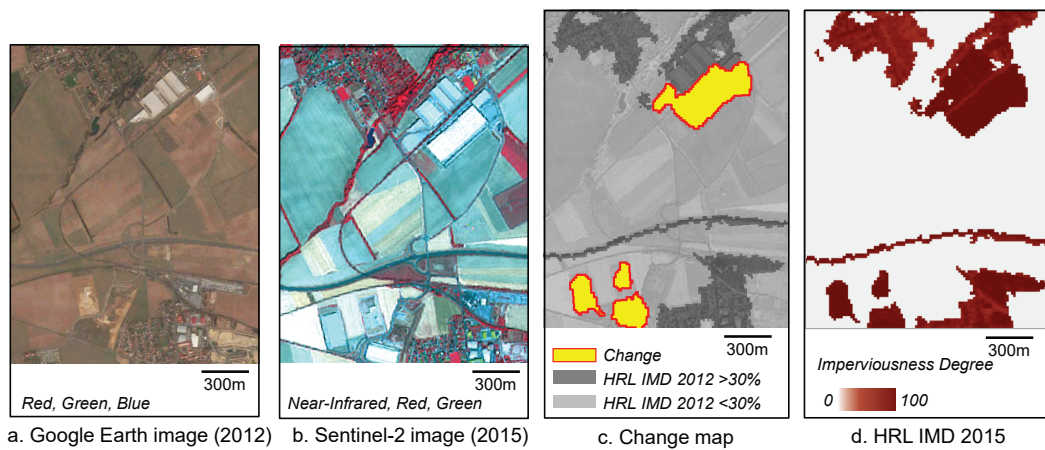 300m
Red, Green, Blue
a. Google Earth image (2012)
300m
Near-Infrared, Red, Green
b. Sentinel-2 image (2015)
300m
Change
HRL IMD 2012 >30%
HRL IMD 2012 <30%
c. Change map
300m
Imperviousness Degree
0 100
d. HRL IMD 2015